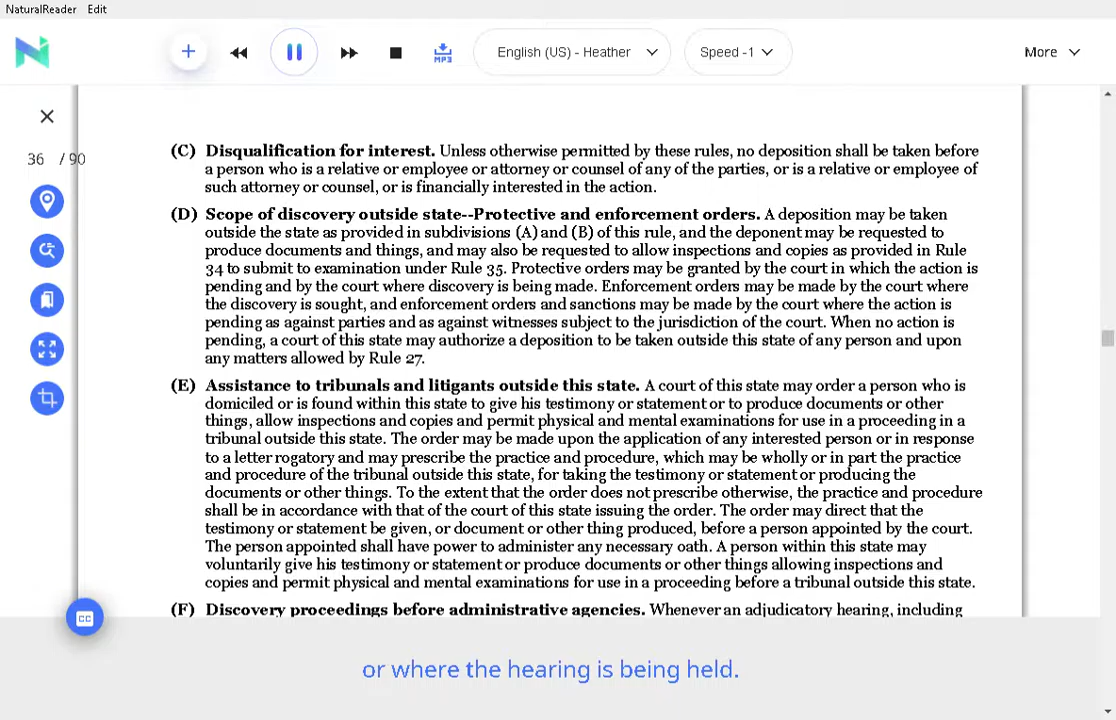 NaturalReader Edit
English (US) - Heather
Speed -1
More
36 / 90
(C) Disqualification for interest. Unless otherwise permitted by these rules, no deposition shall be taken before
a person who is a relative or employee or attorney or counsel of any of the parties, or is a relative or employee of
such attorney or counsel, or is financially interested in the action.
(D) Scope of discovery outside state--Protective and enforcement orders. A deposition may be taken
outside the state as provided in subdivisions (A) and (B) of this rule, and the deponent may be requested to
produce documents and things, and may also be requested to allow inspections and copies as provided in Rule
34 to submit to examination under Rule 35. Protective orders may be granted by the court in which the action is
pending and by the court where discovery is being made. Enforcement orders may be made by the court where
the discovery is sought, and enforcement orders and sanctions may be made by the court where the action is
pending as against parties and as against witnesses subject to the jurisdiction of the court. When no action is
pending, a court of this state may authorize a deposition to be taken outside this state of any person and upon
any matters allowed by Rule 27.
(E) Assistance to tribunals and litigants outside this state. A court of this state may order a person who is
domiciled or is found within this state to give his testimony or statement or to produce documents or other
things, allow inspections and copies and permit physical and mental examinations for use in a proceeding in a
tribunal outside this state. The order may be made upon the application of any interested person or in response
to a letter rogatory and may prescribe the practice and procedure, which may be wholly or in part the practice
and procedure of the tribunal outside this state, for taking the testimony or statement or producing the
documents or other things. To the extent that the order does not prescribe otherwise, the practice and procedure
shall be in accordance with that of the court of this state issuing the order. The order may direct that the
testimony or statement be given, or document or other thing produced, before a person appointed by the court.
The person appointed shall have power to administer any necessary oath. A person within this state may
voluntarily give his testimony or statement or produce documents or other things allowing inspections and
copies and permit physical and mental examinations for use in a proceeding before a tribunal outside this state.
(F) Discovery proceedings before administrative agencies. Whenever an adjudicatory hearing, including
CC
or where the hearing is being held.
MP3